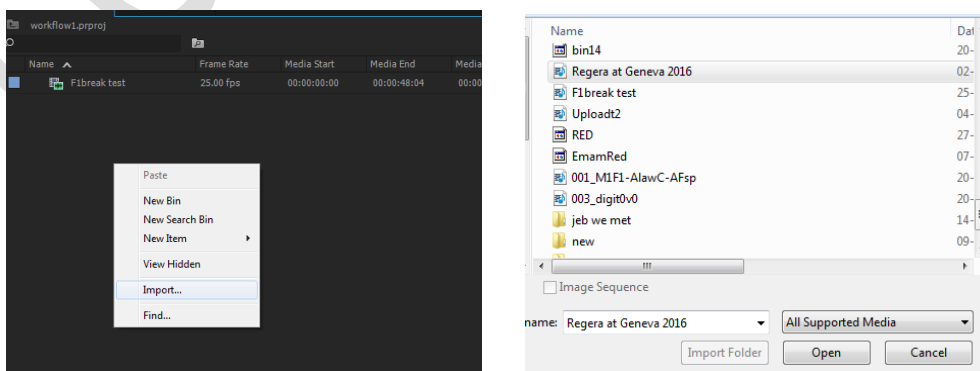 workflow1.prproj
Name Frame Rate Media Start Media End Media
F1break test 25.00 fps 00:00:00:00 00:00:48:04 00:00
Paste
New Bin
New Search Bin
New Item
View Hidden
Import...
Find...
Name Dat
bin14 20-
Regera at Geneva 2016 02-
F1break test 25-
Uploadt2 04-
RED 27-
EmamRed 07-
001_M1F1-AlawC-AFsp 20-
003_digit0v0 20-
jeb we met 14-
new 09-
Image Sequence
name: Regera at Geneva 2016 All Supported Media
Import Folder Open Cancel